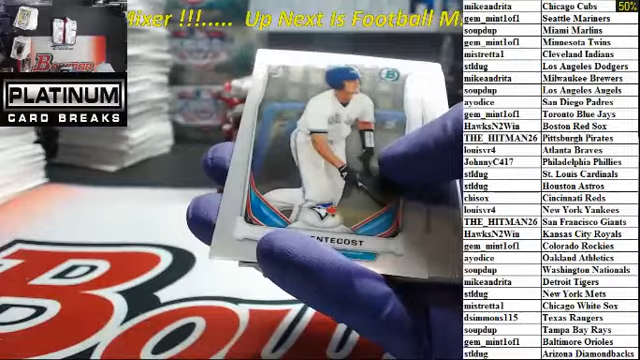 Mixer !!!..... Up Next Is Football M
50%
PLATINUM
CARD BREAKS
NTECOST
mikeandrita Chicago Cubs
gem_mint1of1 Seattle Mariners
soupdup Miami Marlins
gem_mint1of1 Minnesota Twins
mistretta1 Cleveland Indians
stldug Los Angeles Dodgers
mikeandrita Milwaukee Brewers
soupdup Los Angeles Angels
ayodice San Diego Padres
gem_mint1of1 Toronto Blue Jays
HawksN2Win Boston Red Sox
THE_HITMAN26 Pittsburgh Pirates
louisvr4 Atlanta Braves
JohnnyC417 Philadelphia Phillies
stldug St. Louis Cardinals
stldug Houston Astros
chisox Cincinnati Reds
louisvr4 New York Yankees
THE_HITMAN26 San Francisco Giants
HawksN2Win Kansas City Royals
gem_mint1of1 Colorado Rockies
ayodice Oakland Athletics
soupdup Washington Nationals
mikeandrita Detroit Tigers
stldug New York Mets
mistretta1 Chicago White Sox
dsimmons115 Texas Rangers
soupdup Tampa Bay Rays
gem_mint1of1 Baltimore Orioles
stldug Arizona Diamondbacks
Bow